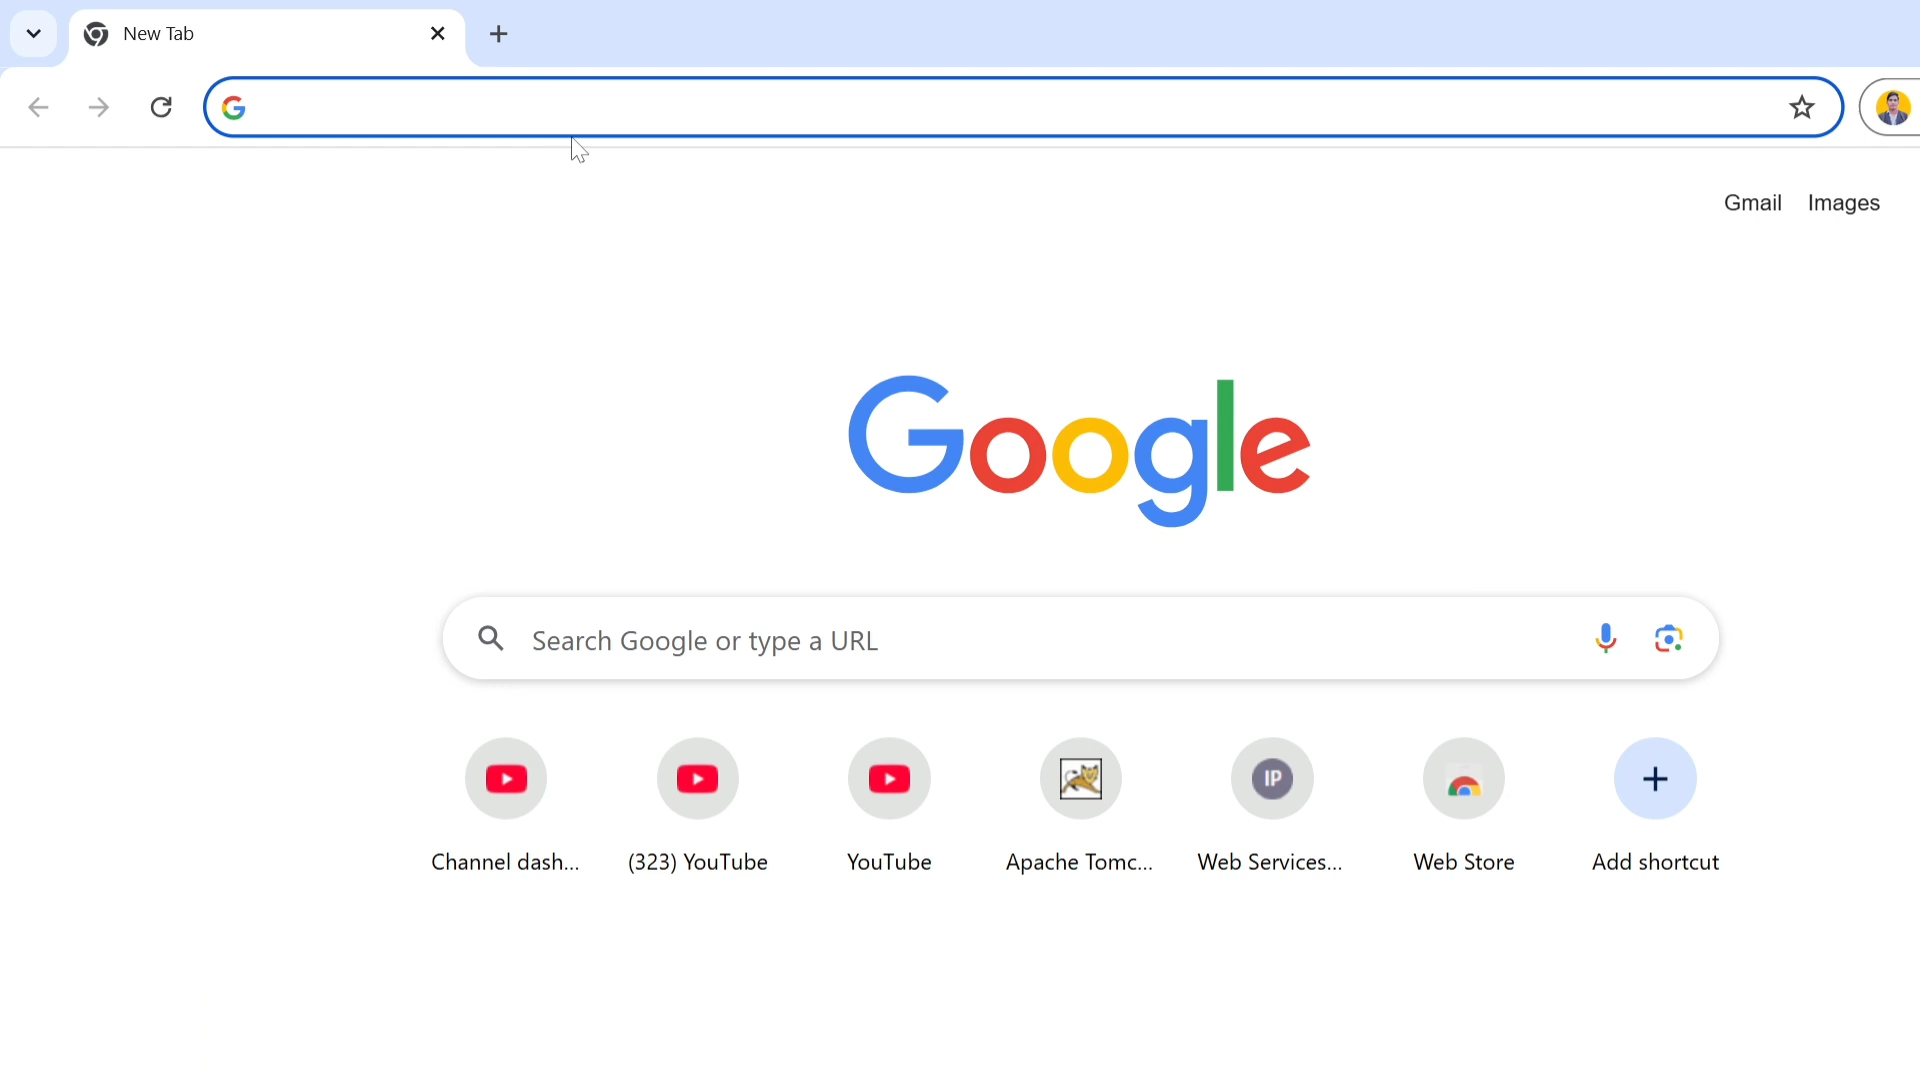 New Tab
Gmail Images
Google
Search Google or type a URL
IP
Channel dash... (323) YouTube YouTube Apache Tomc... Web Services... Web Store Add shortcut